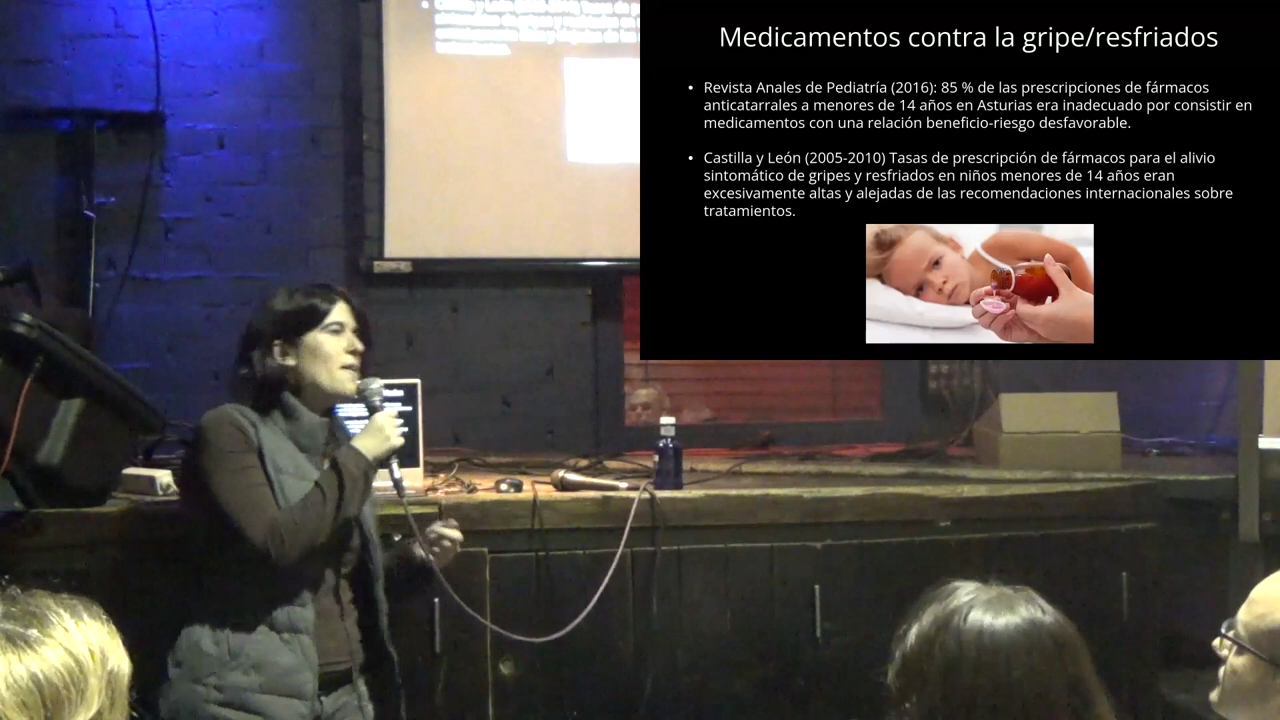 Medicamentos contra la gripe/resfriados
• Revista Anales de Pediatría (2016): 85 % de las prescripciones de fármacos
anticatarrales a menores de 14 años en Asturias era inadecuado por consistir en
medicamentos con una relación beneficio-riesgo desfavorable.
• Castilla y León (2005-2010) Tasas de prescripción de fármacos para el alivio
sintomático de gripes y resfriados en niños menores de 14 años eran
excesivamente altas y alejadas de las recomendaciones internacionales sobre
tratamientos.